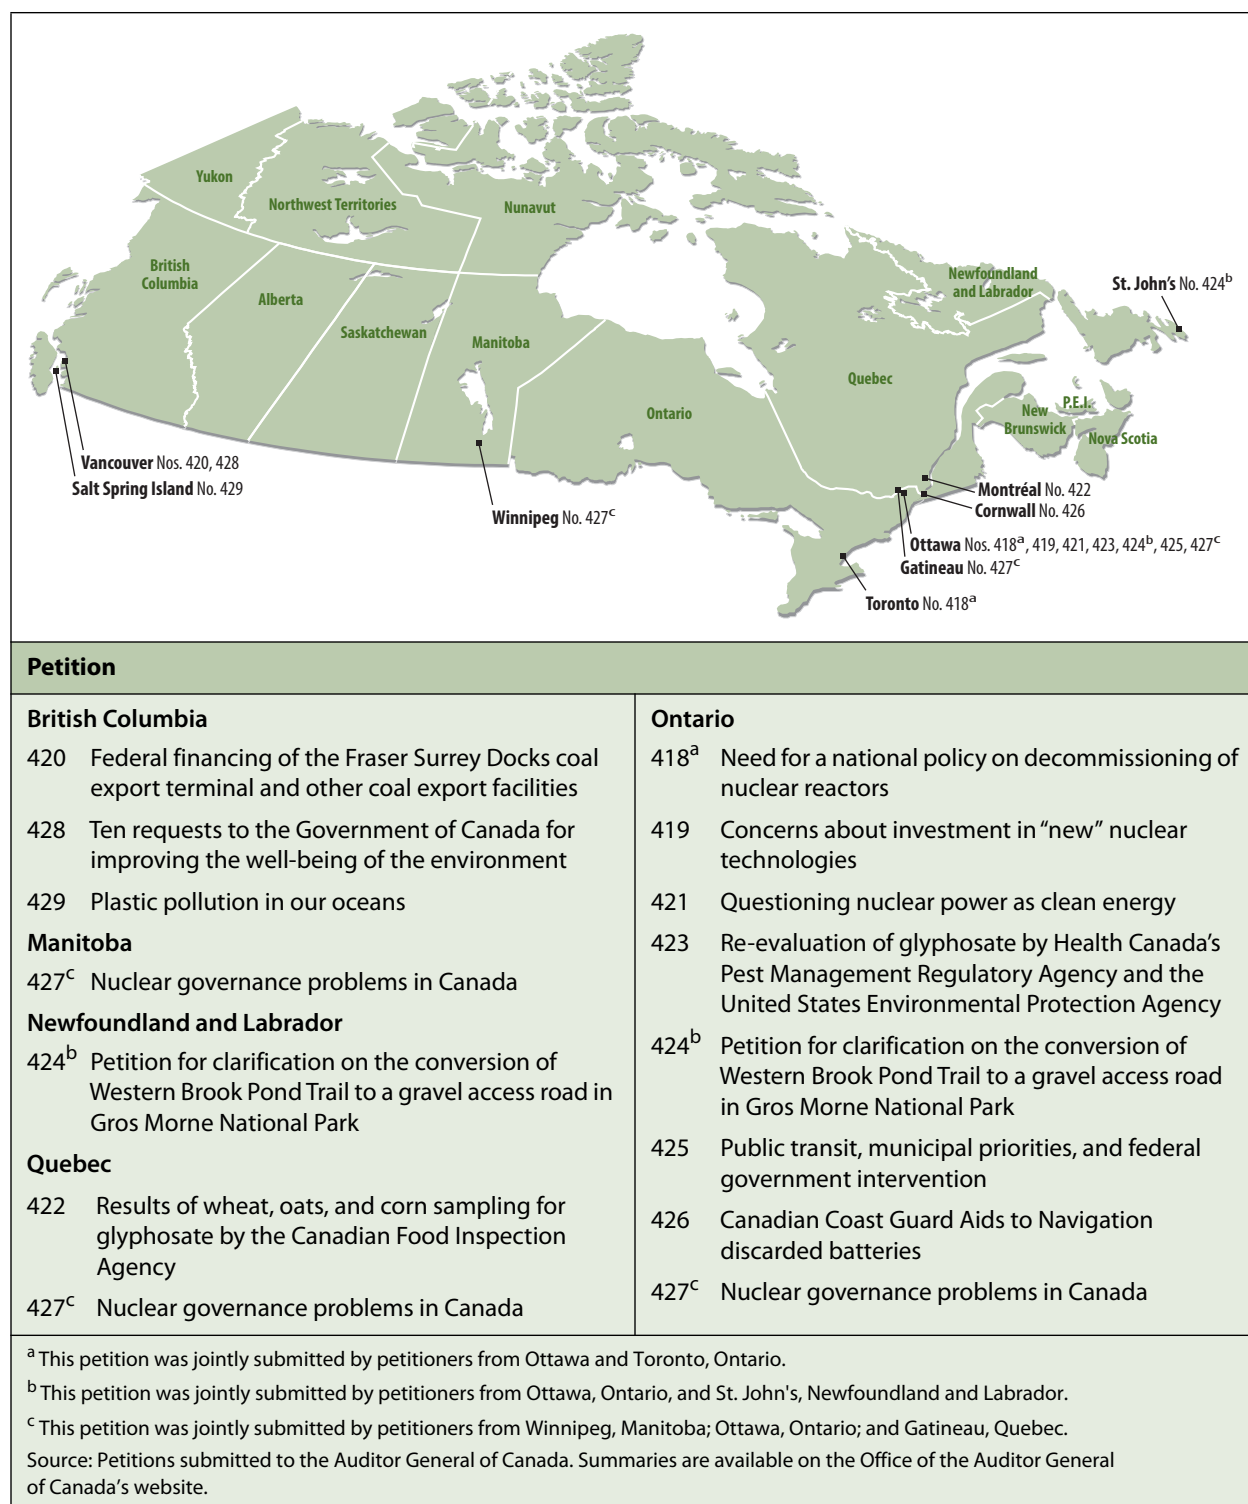 Yukon
Northwest Territories
Nunavut
British
Columbia
Alberta
Saskatchewan
Manitoba
Ontario
Quebec
Newfoundland
and Labrador
New
Brunswick
P.E.I.
Nova Scotia
St. John's No. 424b
Vancouver Nos. 420, 428
Salt Spring Island No. 429
Winnipeg No. 427c
Montréal No. 422
Cornwall No. 426
Ottawa Nos. 418a, 419, 421, 423, 424b, 425, 427c
Gatineau No. 427c
Toronto No. 418a
Petition
British Columbia
420 Federal financing of the Fraser Surrey Docks coal
export terminal and other coal export facilities
428 Ten requests to the Government of Canada for
improving the well-being of the environment
429 Plastic pollution in our oceans
Manitoba
427c Nuclear governance problems in Canada
Newfoundland and Labrador
424b Petition for clarification on the conversion of
Western Brook Pond Trail to a gravel access road in
Gros Morne National Park
Quebec
422 Results of wheat, oats, and corn sampling for
glyphosate by the Canadian Food Inspection
Agency
427c Nuclear governance problems in Canada
Ontario
418a Need for a national policy on decommissioning of
nuclear reactors
419 Concerns about investment in “new” nuclear
technologies
421 Questioning nuclear power as clean energy
423 Re-evaluation of glyphosate by Health Canada’s
Pest Management Regulatory Agency and the
United States Environmental Protection Agency
424b Petition for clarification on the conversion of
Western Brook Pond Trail to a gravel access road
in Gros Morne National Park
425 Public transit, municipal priorities, and federal
government intervention
426 Canadian Coast Guard Aids to Navigation
discarded batteries
427c Nuclear governance problems in Canada
a This petition was jointly submitted by petitioners from Ottawa and Toronto, Ontario.
b This petition was jointly submitted by petitioners from Ottawa, Ontario, and St. John's, Newfoundland and Labrador.
c This petition was jointly submitted by petitioners from Winnipeg, Manitoba; Ottawa, Ontario; and Gatineau, Quebec.
Source: Petitions submitted to the Auditor General of Canada. Summaries are available on the Office of the Auditor General
of Canada’s website.